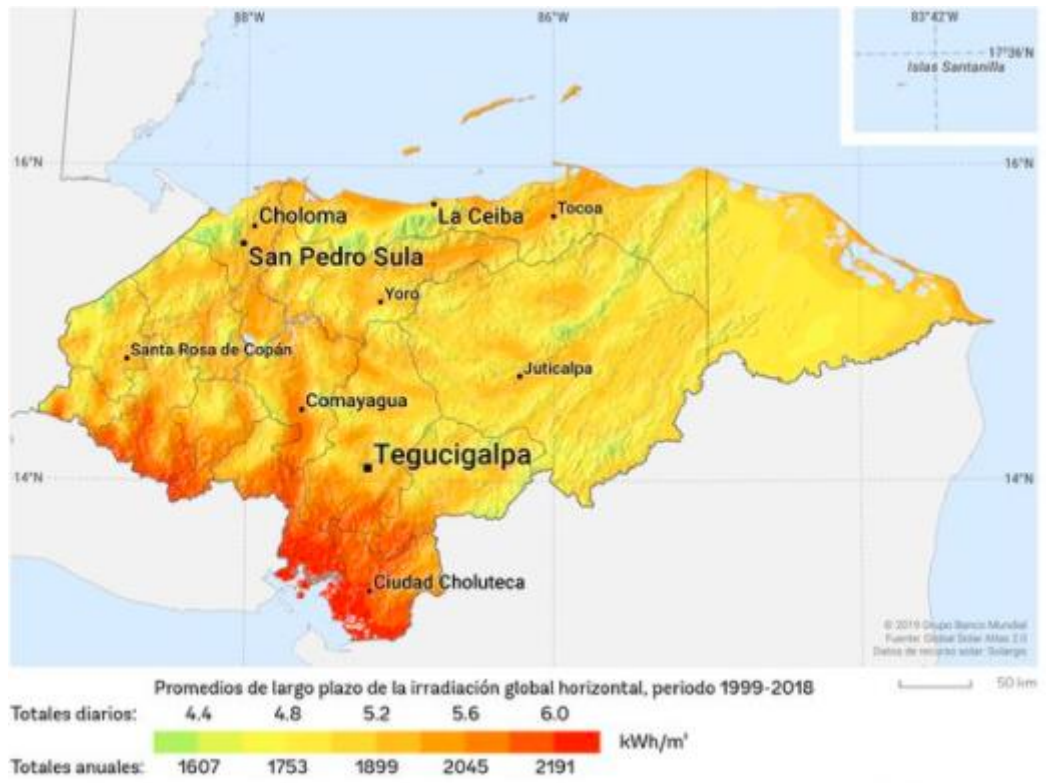 88°W
86°W
83°42'W
17°36'N
Islas Santanilla
16°N
16°N
Choloma
La Ceiba
Tocoa
San Pedro Sula
Yoro
Santa Rosa de Copán
Juticalpa
Comayagua
Tegucigalpa
14°N
14°N
Ciudad Choluteca
© 2019 Grupo Banco Mundial
Fuente: Global Solar Atlas 2.0
Datos de recurso solar: Solargis
50 km
Promedios de largo plazo de la irradiación global horizontal, periodo 1999-2018
Totales diarios: 4.4 4.8 5.2 5.6 6.0
kWh/m²
Totales anuales: 1607 1753 1899 2045 2191